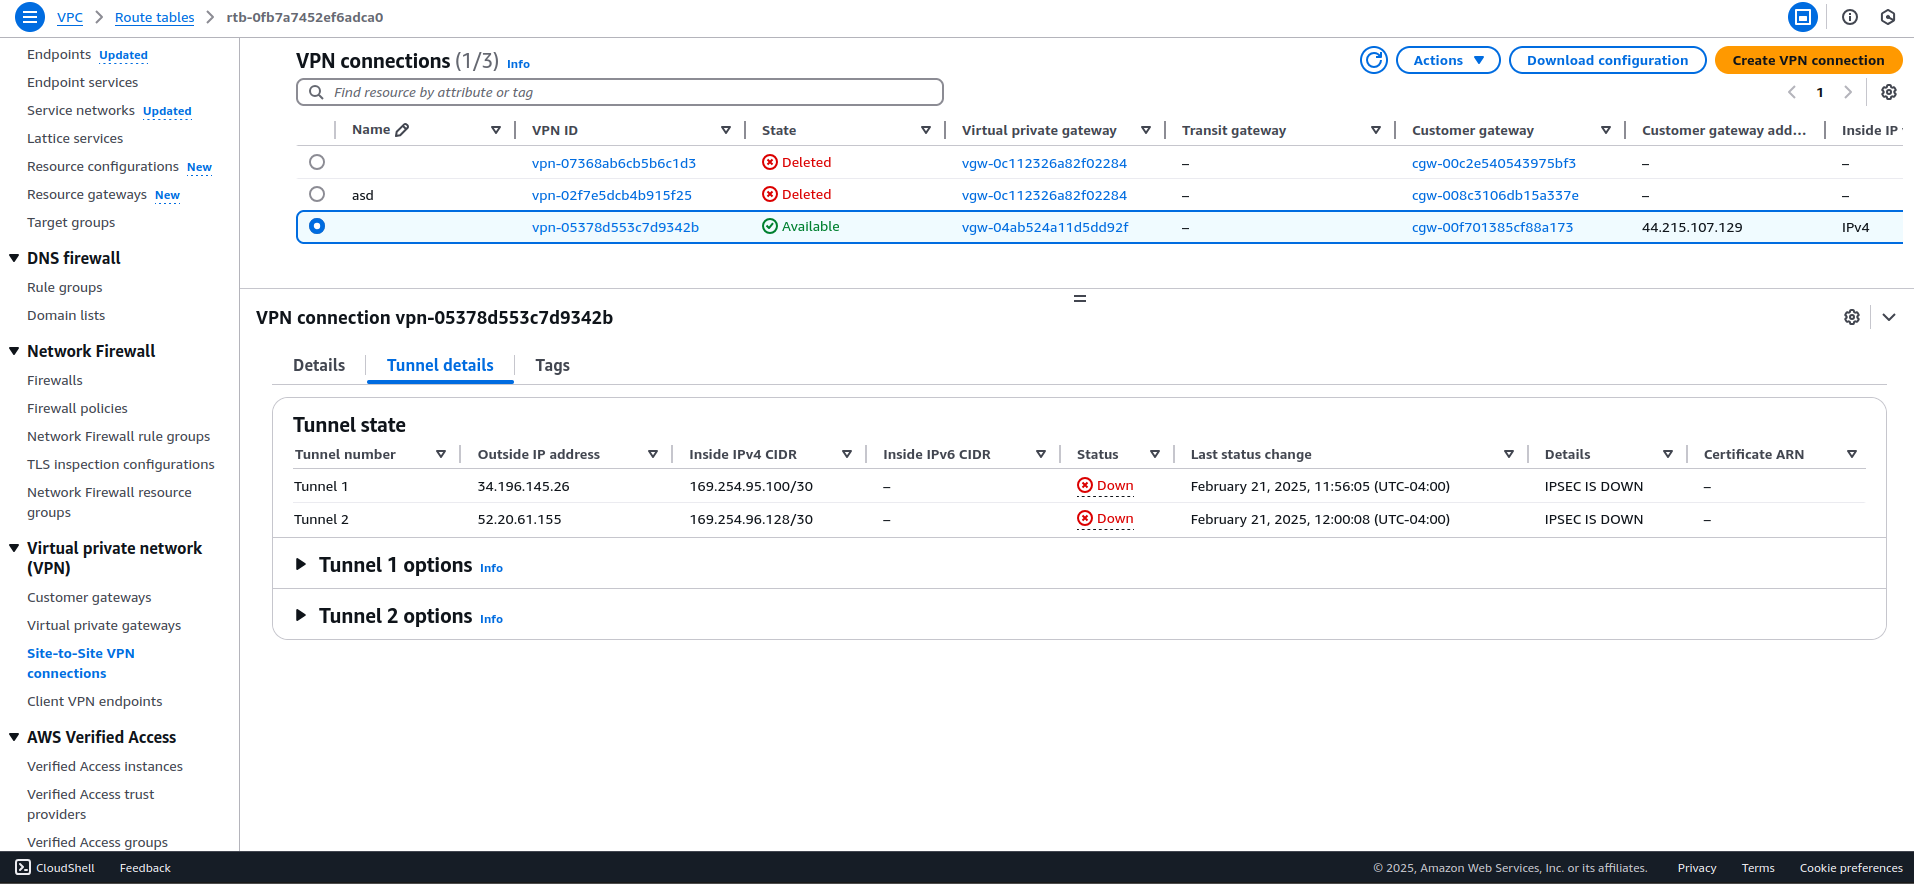 VPC > Route tables > rtb-0fb7a7452ef6adca0
Endpoints Updated
Endpoint services
Service networks Updated
Lattice services
Resource configurations New
Resource gateways New
Target groups
DNS firewall
Rule groups
Domain lists
Network Firewall
Firewalls
Firewall policies
Network Firewall rule groups
TLS inspection configurations
Network Firewall resource
groups
Virtual private network
(VPN)
Customer gateways
Virtual private gateways
Site-to-Site VPN
connections
Client VPN endpoints
AWS Verified Access
Verified Access instances
Verified Access trust
providers
Verified Access groups
VPN connections (1/3) Info
Actions
Download configuration
Create VPN connection
Find resource by attribute or tag
1
Name VPN ID State Virtual private gateway Transit gateway Customer gateway Customer gateway add... Inside IP
vpn-07368ab6cb5b6c1d3 Deleted vgw-0c112326a82f02284 – cgw-00c2e540543975bf3 – –
asd vpn-02f7e5dcb4b915f25 Deleted vgw-0c112326a82f02284 – cgw-008c3106db15a337e – –
vpn-05378d553c7d9342b Available vgw-04ab524a11d5dd92f – cgw-00f701385cf88a173 44.215.107.129 IPv4
VPN connection vpn-05378d553c7d9342b
Details Tunnel details Tags
Tunnel state
Tunnel number Outside IP address Inside IPv4 CIDR Inside IPv6 CIDR Status Last status change Details Certificate ARN
Tunnel 1 34.196.145.26 169.254.95.100/30 – Down February 21, 2025, 11:56:05 (UTC-04:00) IPSEC IS DOWN –
Tunnel 2 52.20.61.155 169.254.96.128/30 – Down February 21, 2025, 12:00:08 (UTC-04:00) IPSEC IS DOWN –
Tunnel 1 options Info
Tunnel 2 options Info
CloudShell Feedback © 2025, Amazon Web Services, Inc. or its affiliates. Privacy Terms Cookie preferences